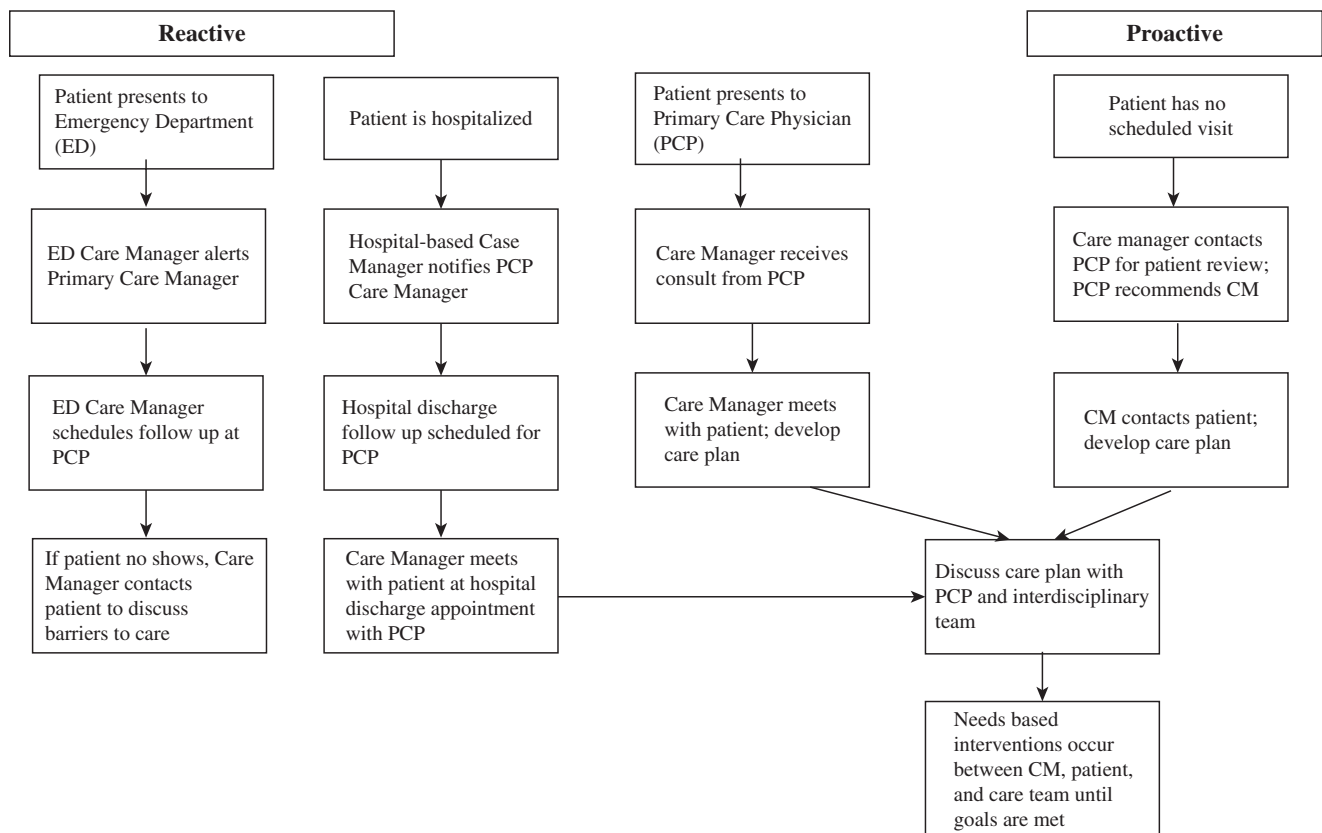 Reactive
Proactive
Patient presents to
Emergency Department
(ED)
Patient is hospitalized
Patient presents to
Primary Care Physician
(PCP)
Patient has no
scheduled visit
ED Care Manager alerts
Primary Care Manager
Hospital-based Case
Manager notifies PCP
Care Manager
Care Manager receives
consult from PCP
Care manager contacts
PCP for patient review;
PCP recommends CM
ED Care Manager
schedules follow up at
PCP
Hospital discharge
follow up scheduled for
PCP
Care Manager meets
with patient; develop
care plan
CM contacts patient;
develop care plan
If patient no shows, Care
Manager contacts
patient to discuss
barriers to care
Care Manager meets
with patient at hospital
discharge appointment
with PCP
Discuss care plan with
PCP and interdisciplinary
team
Needs based
interventions occur
between CM, patient,
and care team until
goals are met